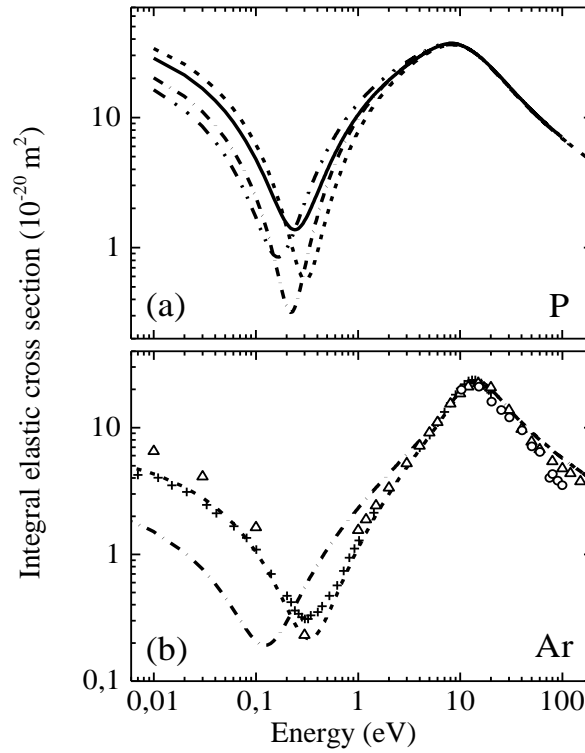 10
1
(a)
P
Integral elastic cross section (10⁻²⁰ m²)
10
1
0,1
(b)
Ar
0,01
0,1
1
10
100
Energy (eV)